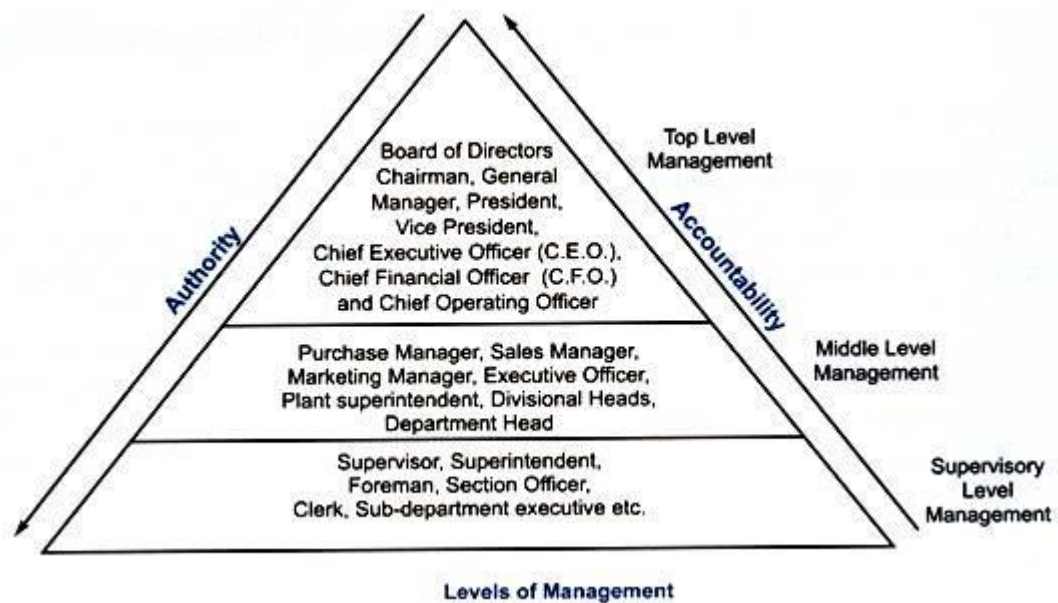 Board of Directors
Chairman, General
Manager, President,
Vice President,
Chief Executive Officer (C.E.O.),
Chief Financial Officer (C.F.O.)
and Chief Operating Officer
Top Level
Management
Authority
Accountability
Purchase Manager, Sales Manager,
Marketing Manager, Executive Officer,
Plant superintendent, Divisional Heads,
Department Head
Middle Level
Management
Supervisor, Superintendent,
Foreman, Section Officer,
Clerk, Sub-department executive etc.
Supervisory
Level
Management
Levels of Management